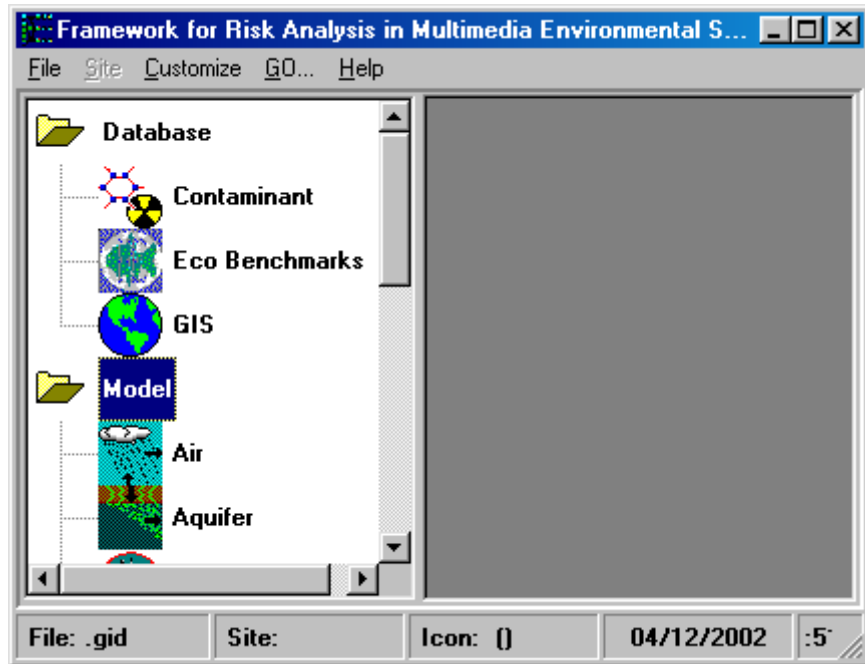 Framework for Risk Analysis in Multimedia Environmental S...
File Site Customize GO... Help
Database
Contaminant
Eco Benchmarks
GIS
Model
Air
Aquifer
File: .gid Site: Icon: () 04/12/2002